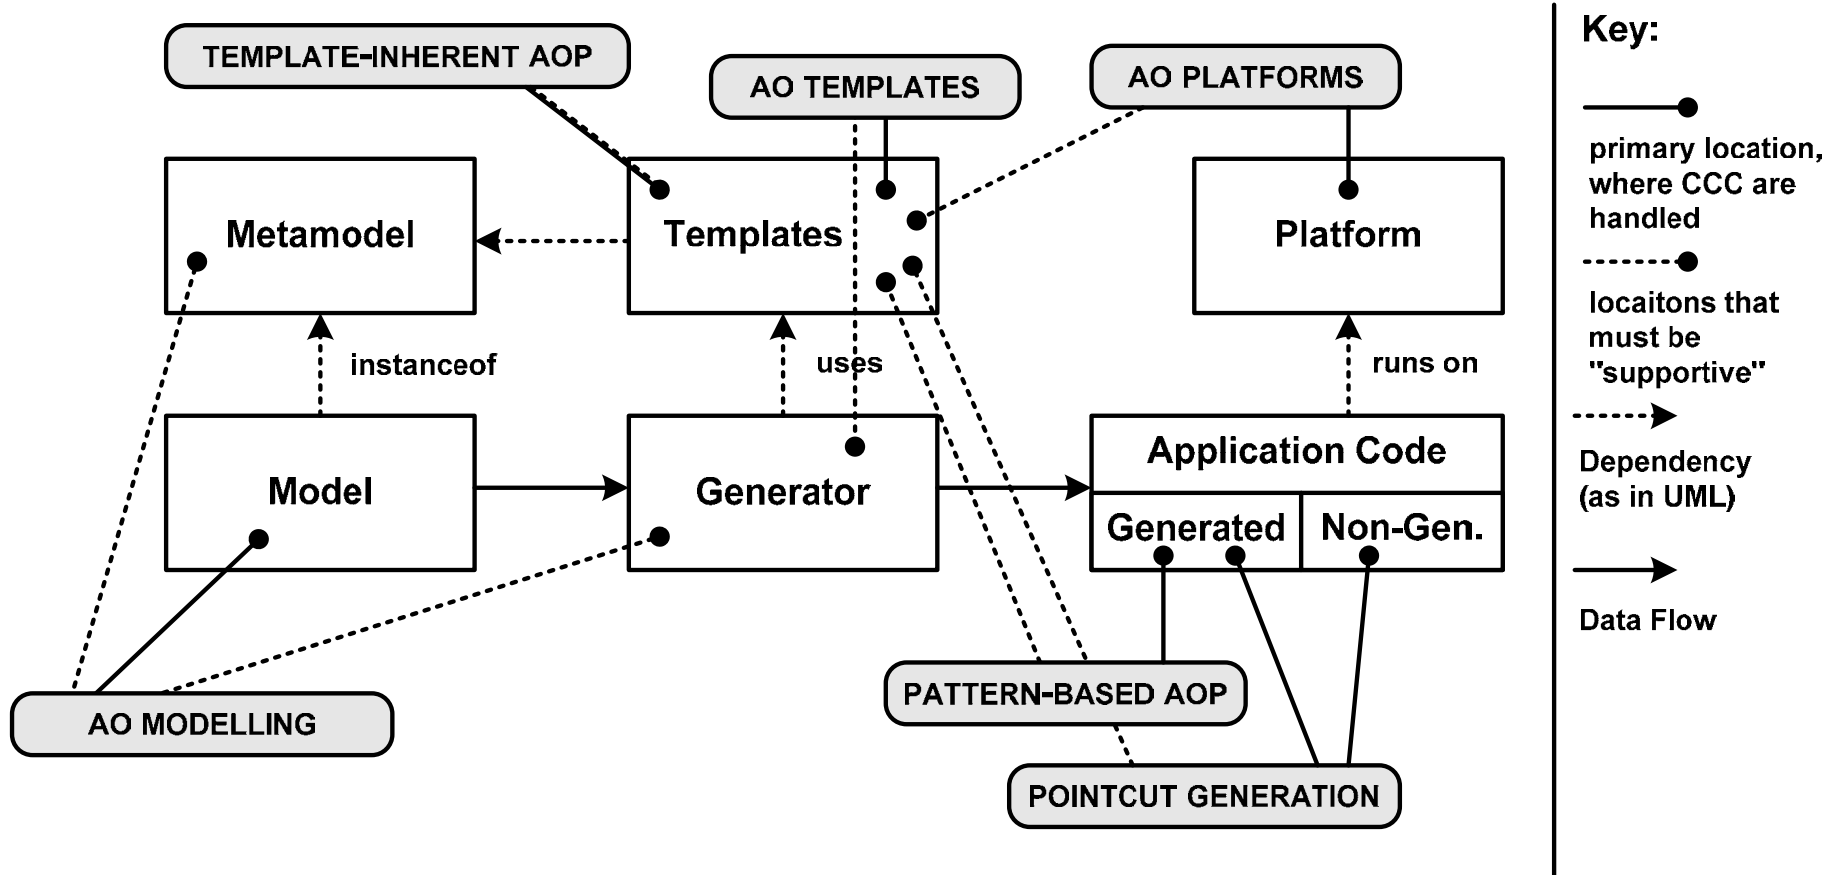 TEMPLATE-INHERENT AOP
AO TEMPLATES
AO PLATFORMS
Metamodel
Templates
Platform
instanceof
uses
runs on
Model
Generator
Application Code
Generated
Non-Gen.
AO MODELLING
PATTERN-BASED AOP
POINTCUT GENERATION
Key:
primary location,
where CCC are
handled
locaitons that
must be
"supportive"
Dependency
(as in UML)
Data Flow